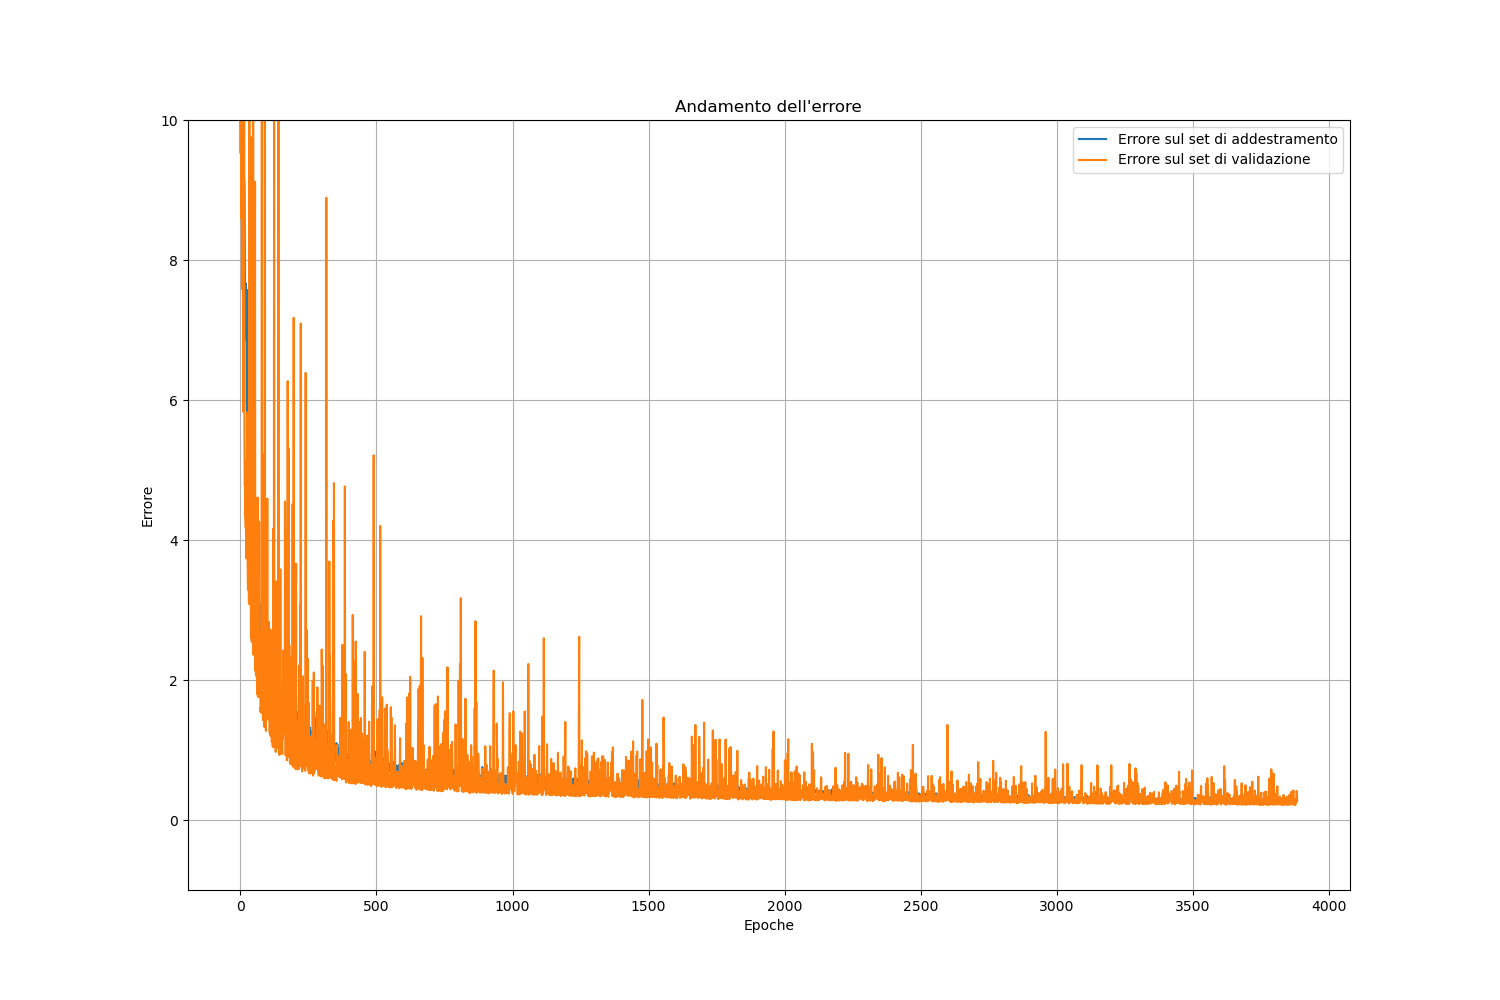 Andamento dell'errore
Errore sul set di addestramento
Errore sul set di validazione
10
8
6
4
2
0
Errore
0 500 1000 1500 2000 2500 3000 3500 4000
Epoche